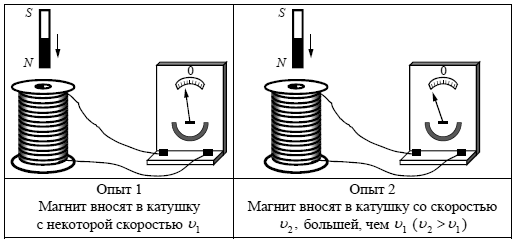 S
N
0
S
N
0
Опыт 1
Магнит вносят в катушку
с некоторой скоростью υ₁
Опыт 2
Магнит вносят в катушку со скоростью
υ₂, большей, чем υ₁ (υ₂ > υ₁)